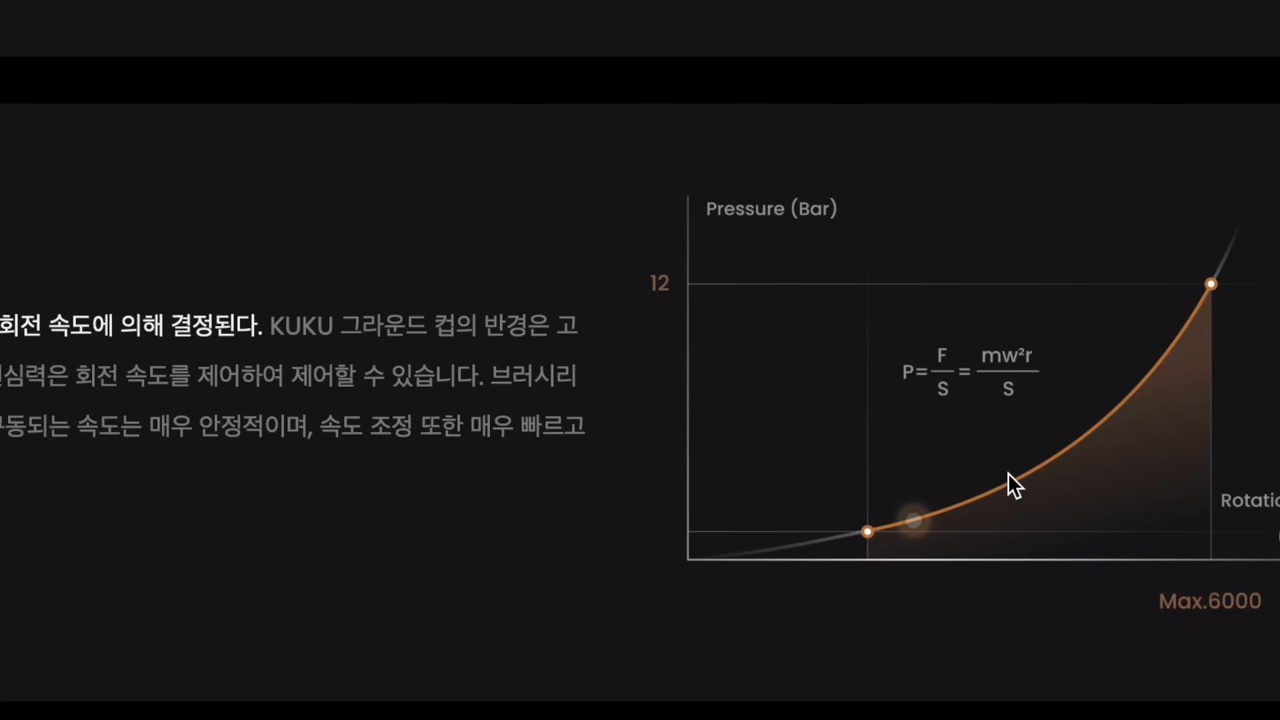 회전 속도에 의해 결정된다. KUKU 그라운드 컵의 반경은 고
심력은 회전 속도를 제어하여 제어할 수 있습니다. 브러시리
동되는 속도는 매우 안정적이며, 속도 조정 또한 매우 빠르고
Pressure (Bar)
12
P= F/S = mw²r/S
Max.6000